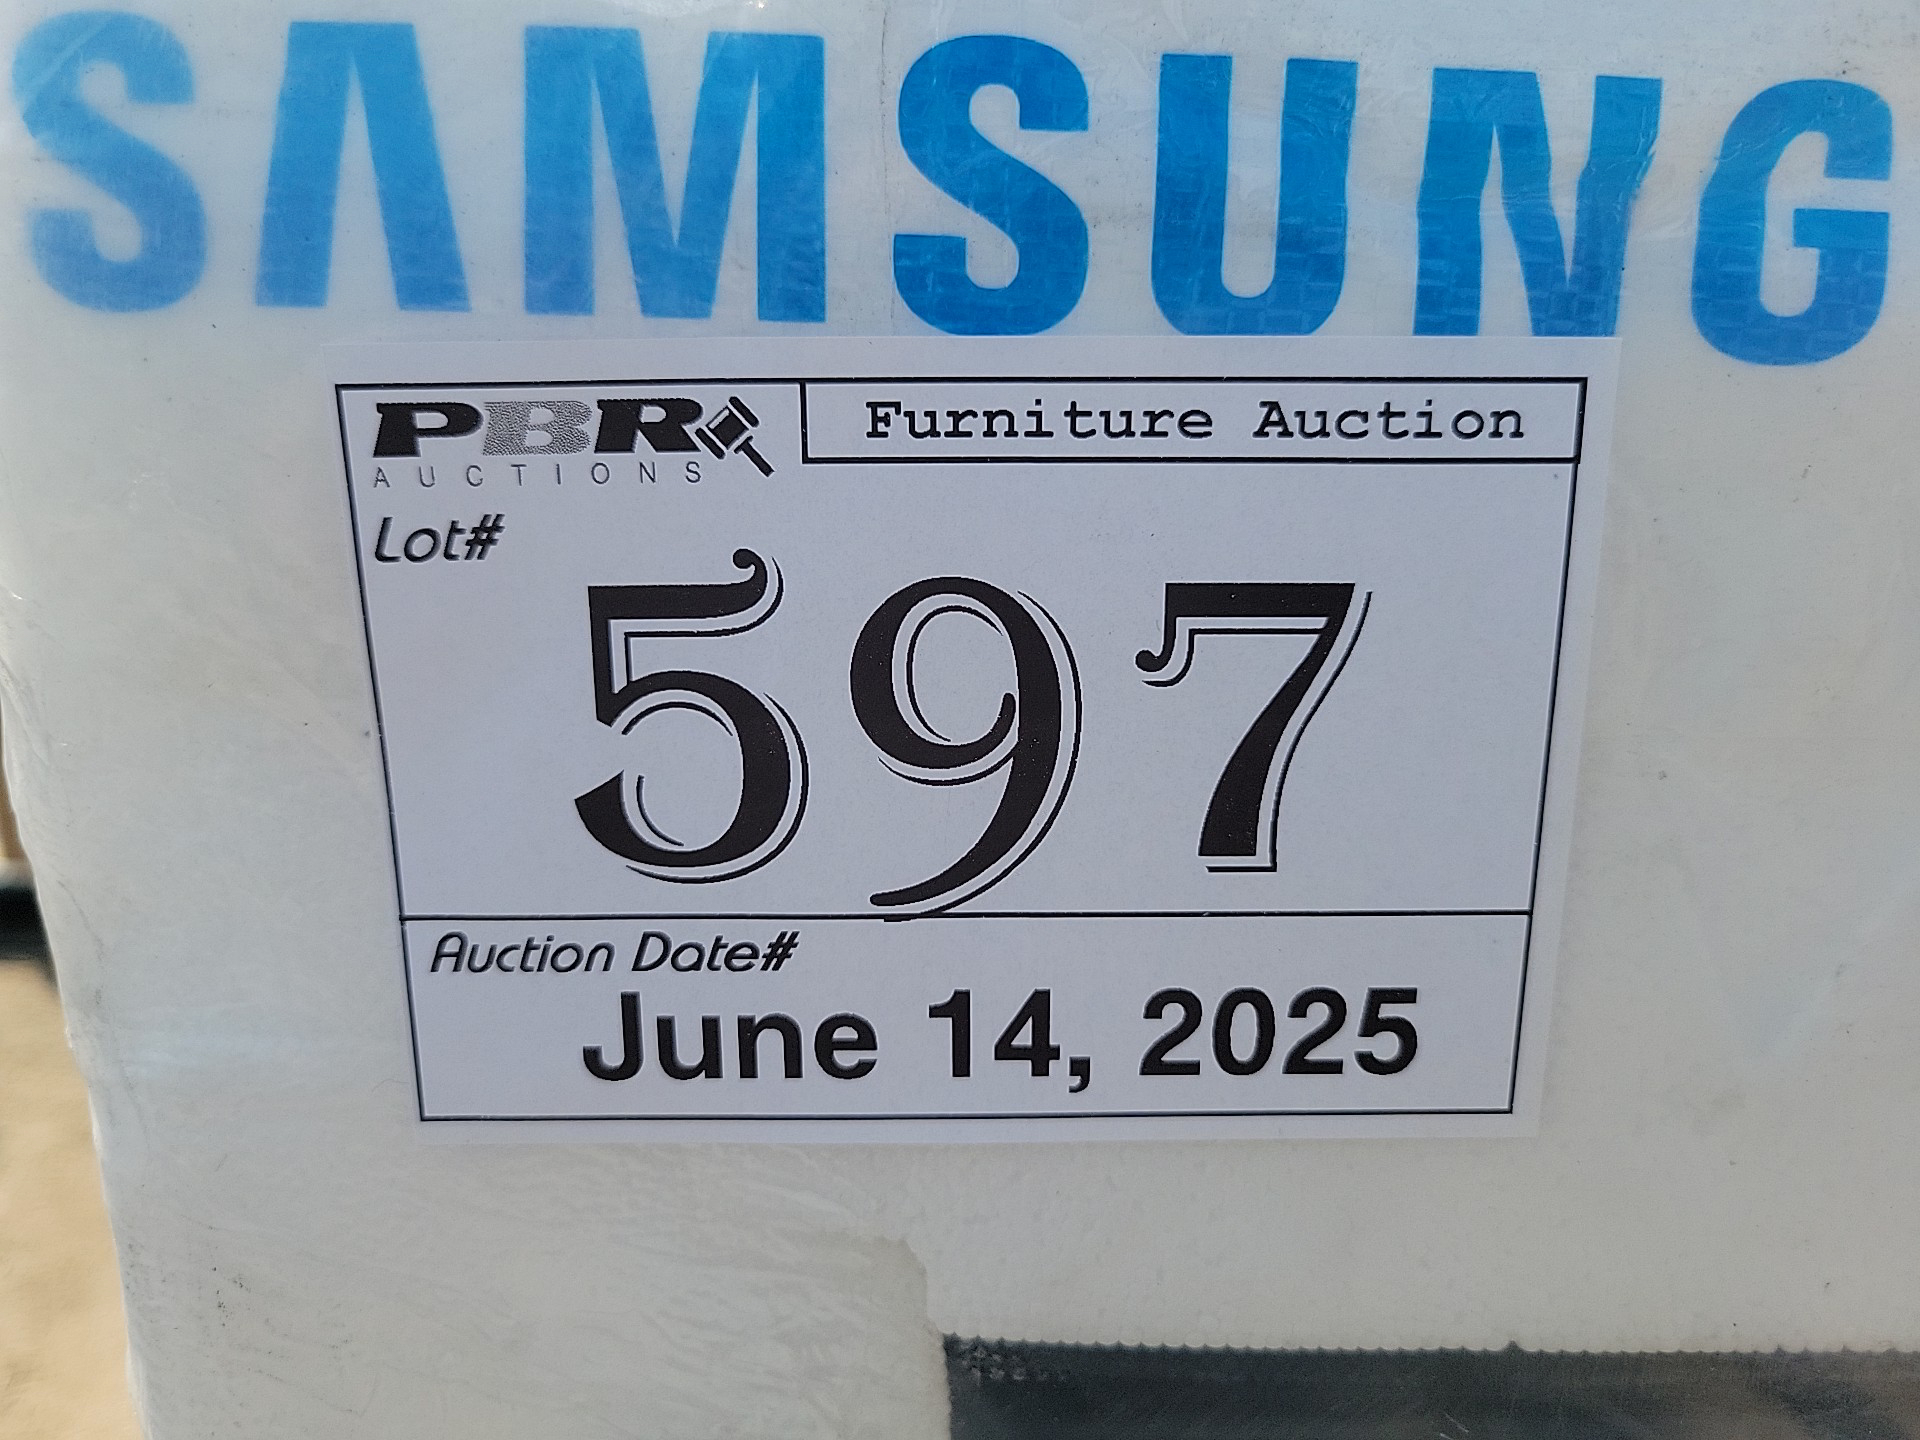 SAMSUNG
PBR
AUCTIONS
Furniture Auction
Lot#
597
Auction Date#
June 14, 2025